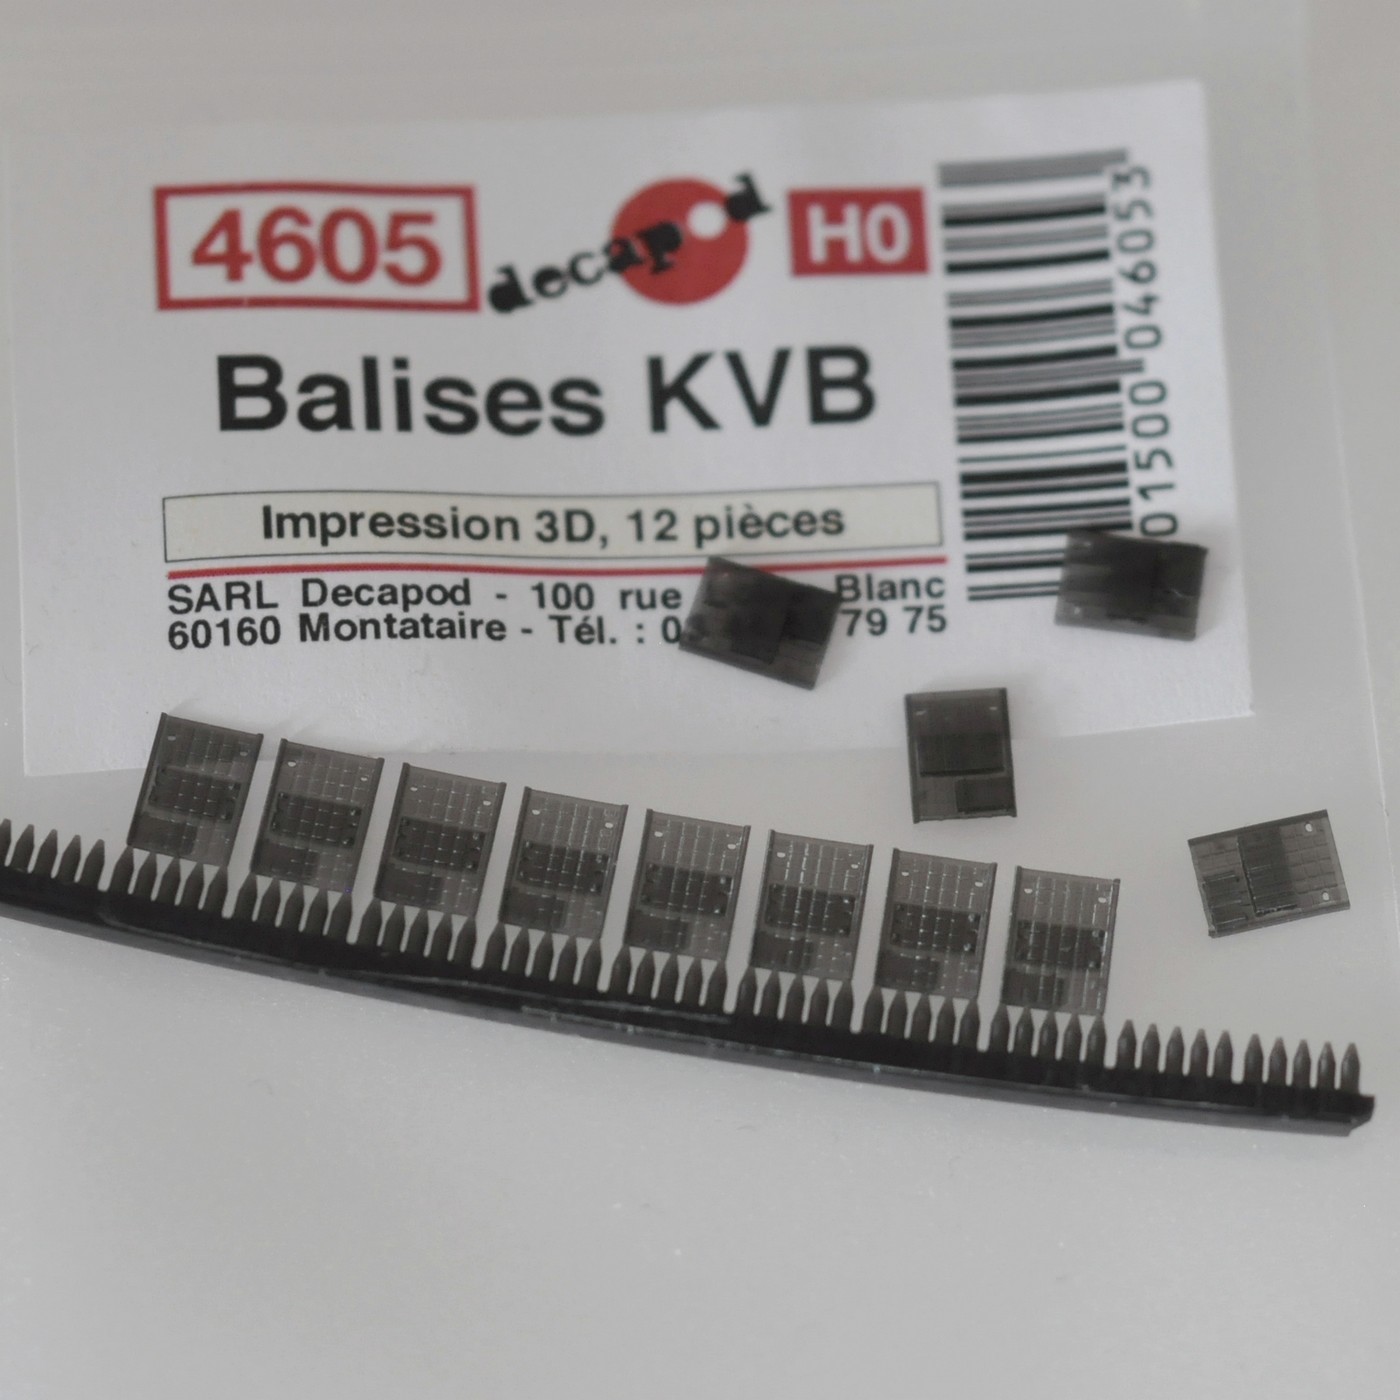 4605
decapod
H0
Balises KVB
Impression 3D, 12 pièces
SARL Decapod - 100 rue Blanc
60160 Montataire - Tél. : 0 79 75
01500 046053